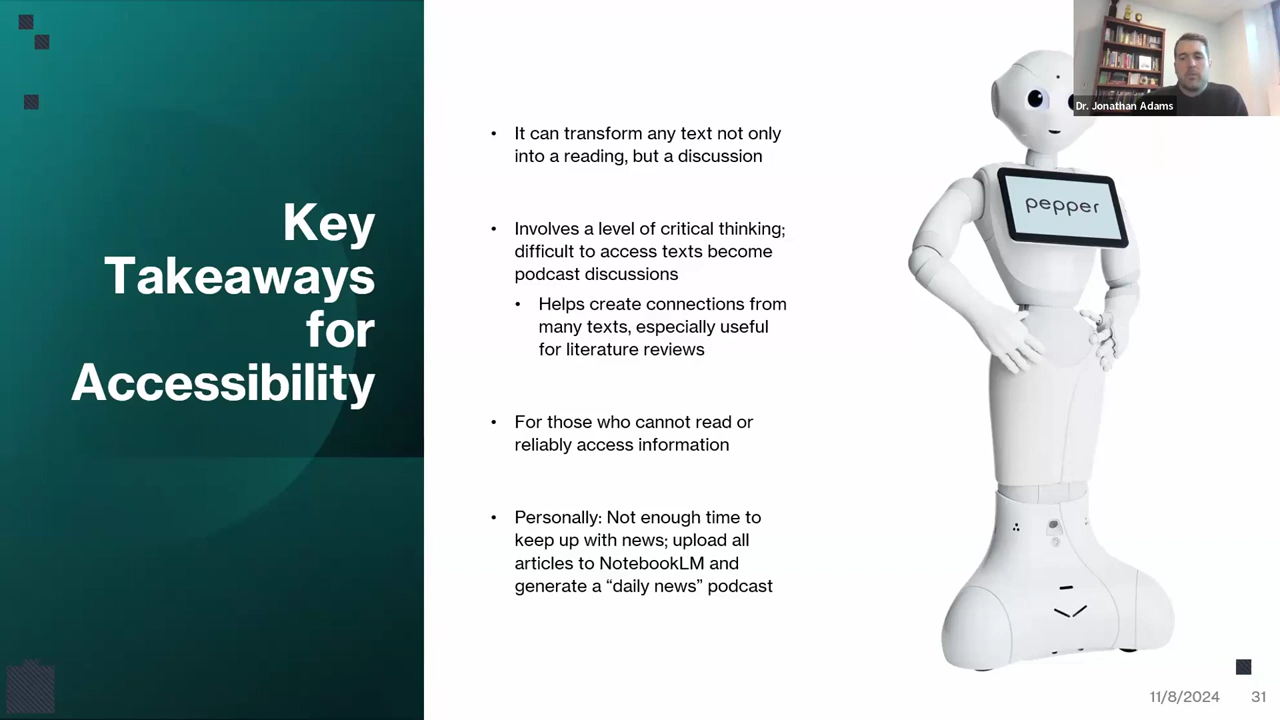 Key
Takeaways
for
Accessibility
• It can transform any text not only
into a reading, but a discussion
• Involves a level of critical thinking;
difficult to access texts become
podcast discussions
• Helps create connections from
many texts, especially useful
for literature reviews
• For those who cannot read or
reliably access information
• Personally: Not enough time to
keep up with news; upload all
articles to NotebookLM and
generate a “daily news” podcast
pepper
Dr. Jonathan Adams
11/8/2024
31